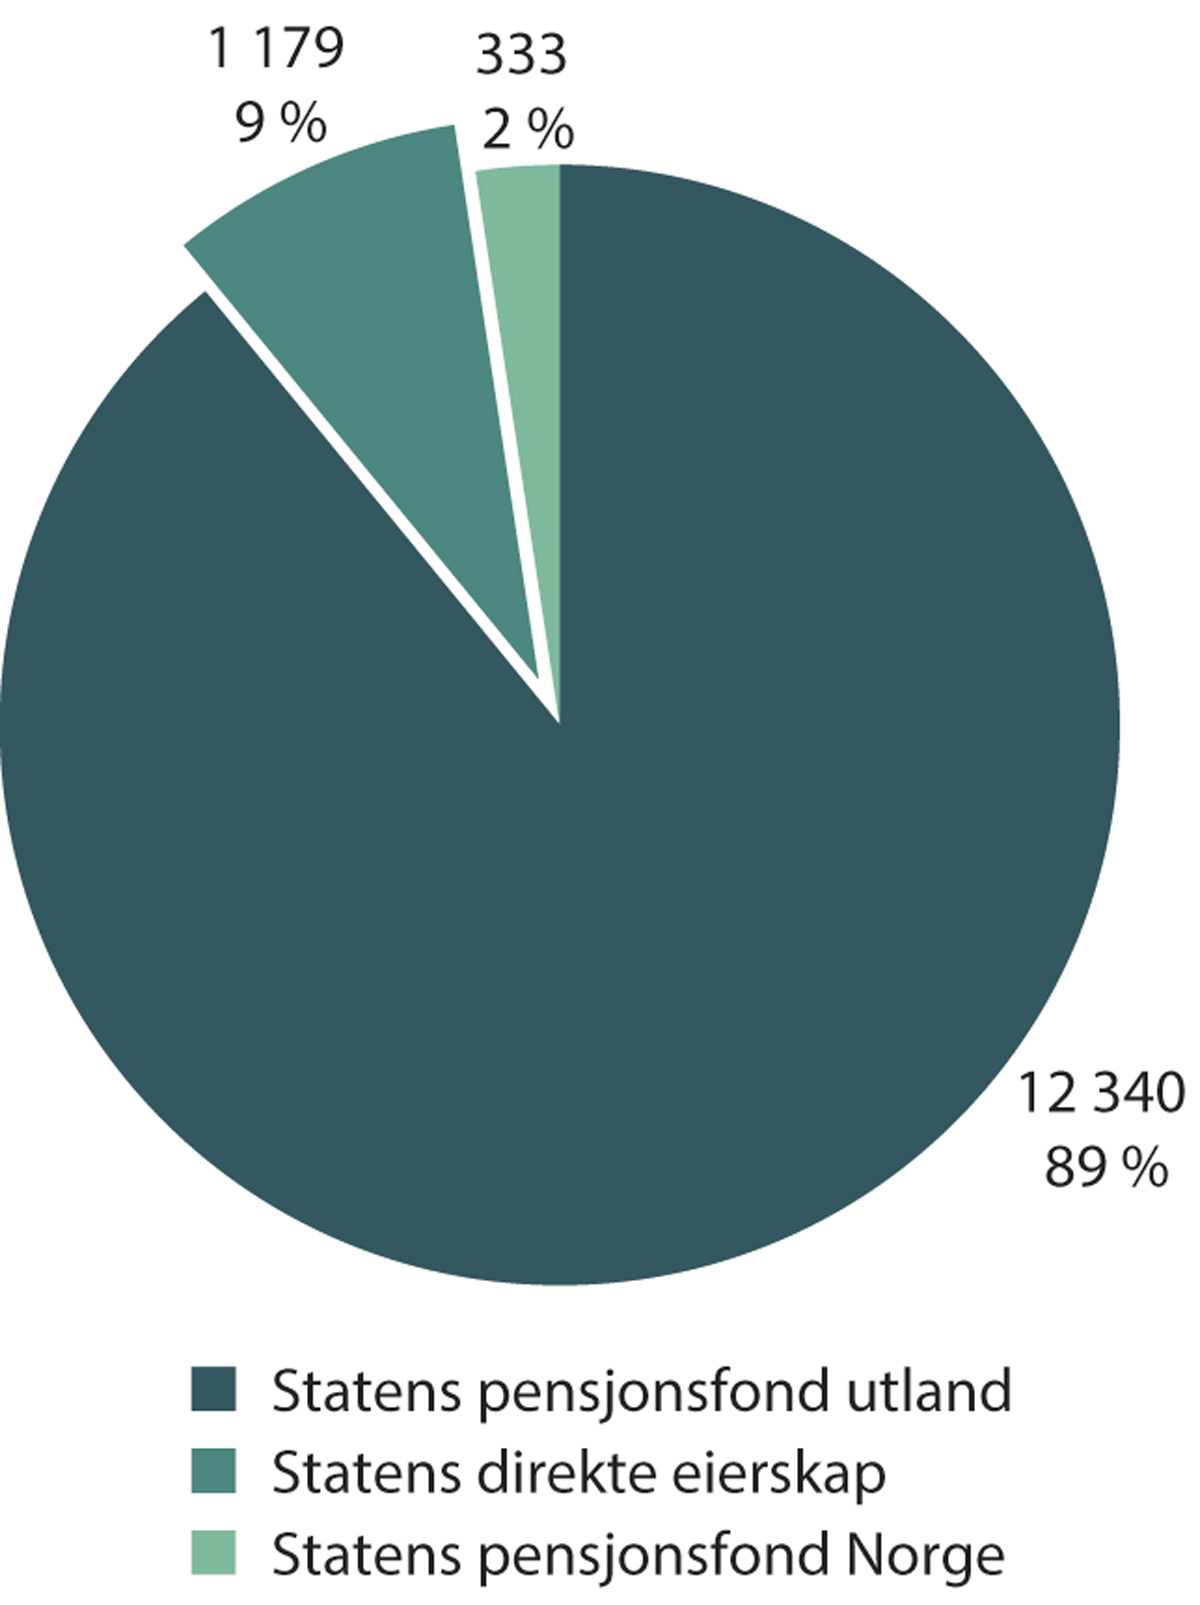 1 179
9 %
333
2 %
12 340
89 %
Statens pensjonsfond utland
Statens direkte eierskap
Statens pensjonsfond Norge